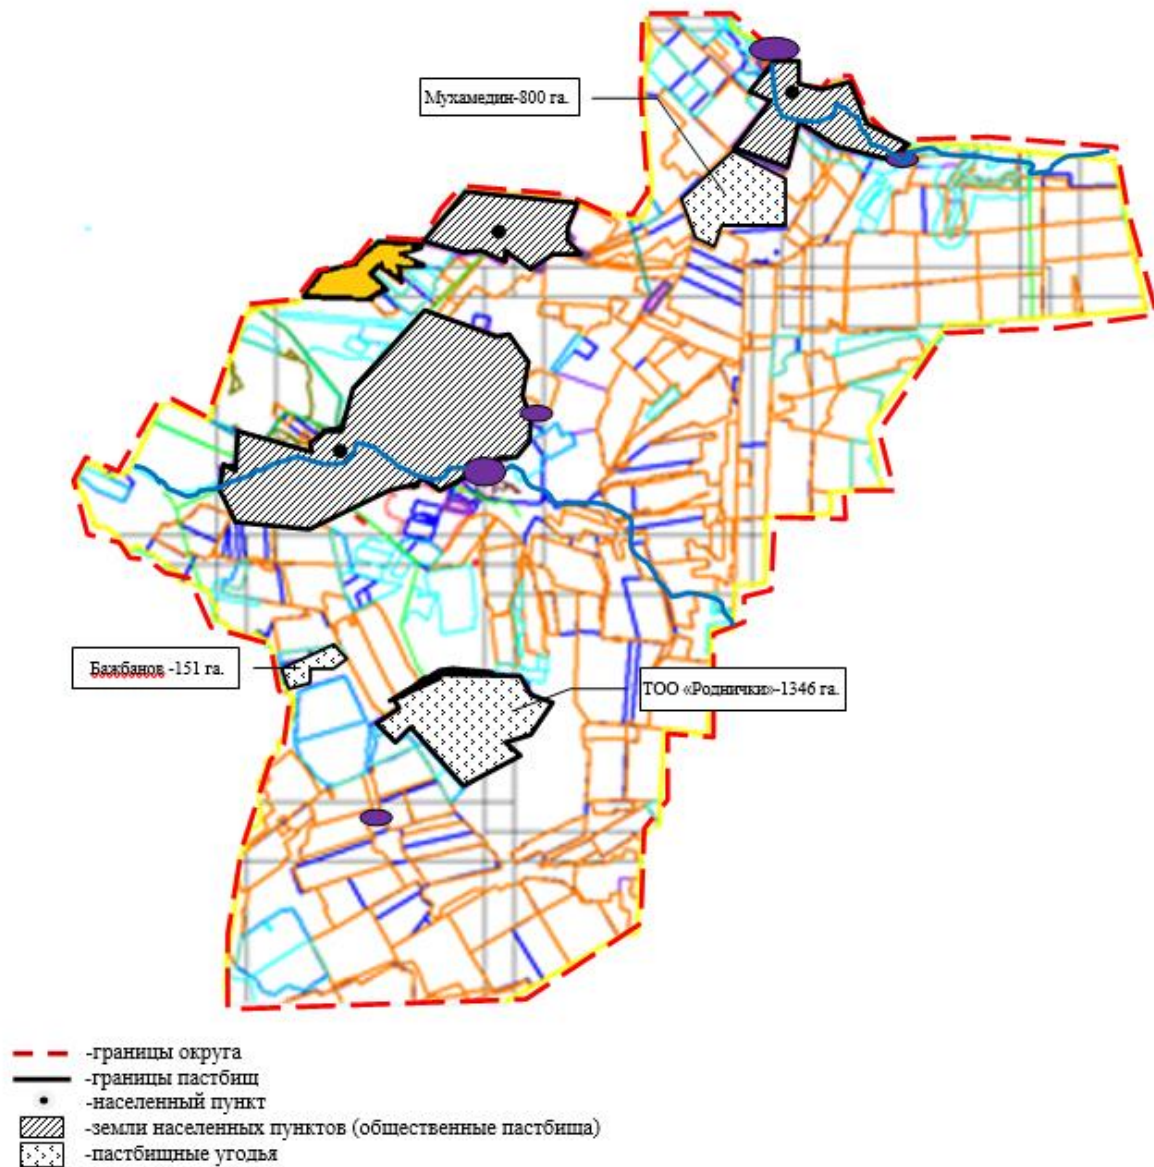 Мухамедин-800 га.
Бажбанов -151 га.
ТОО «Роднички»-1346 га.
-границы округа
-границы пастбищ
-населенный пункт
-земли населенных пунктов (общественные пастбища)
-пастбищные угодья